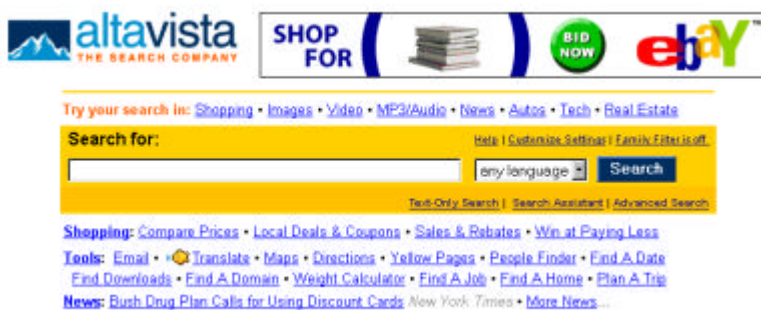 altavista
THE SEARCH COMPANY
SHOP FOR
BID NOW
ebaY™
Try your search in: Shopping • Images • Video • MP3/Audio • News • Autos • Tech • Real Estate
Search for: Help | Customize Settings | Family Filter is off.
any language Search
Text-Only Search | Search Assistant | Advanced Search
Shopping: Compare Prices • Local Deals & Coupons • Sales & Rebates • Win at Paying Less
Tools: Email • Translate • Maps • Directions • Yellow Pages • People Finder • Find A Date
Find Downloads • Find A Domain • Weight Calculator • Find A Job • Find A Home • Plan A Trip
News: Bush Drug Plan Calls for Using Discount Cards New York Times • More News...